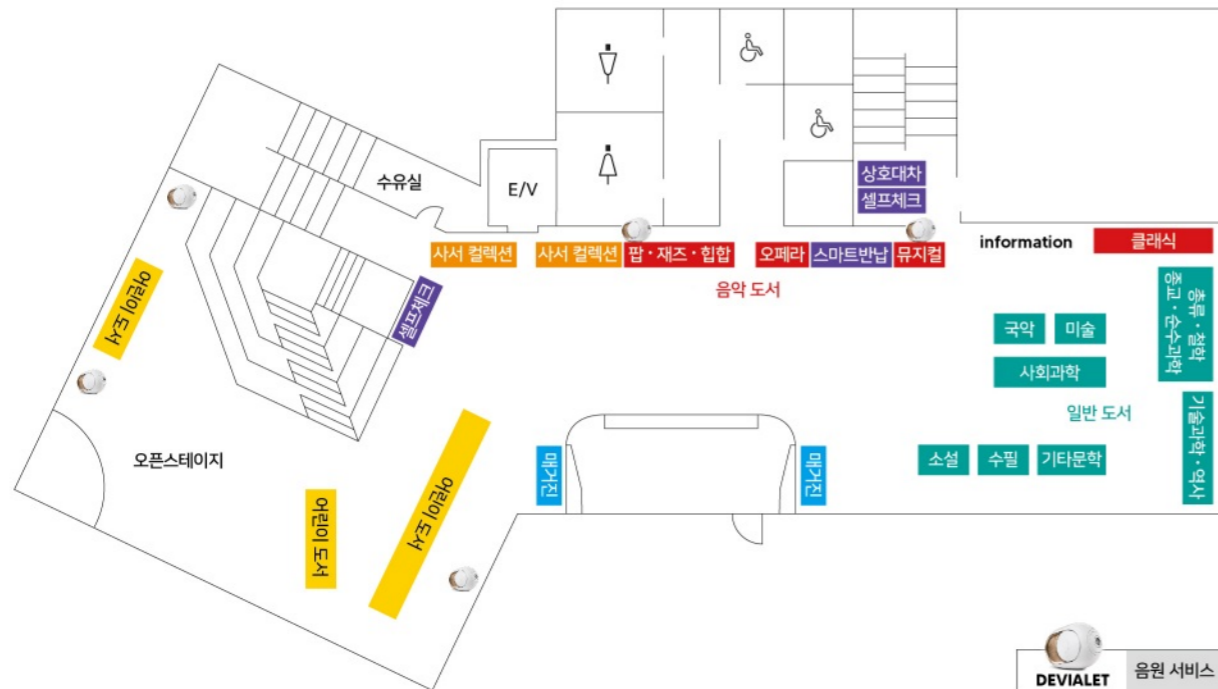 수유실
E/V
상호대차
셀프체크
사서 컬렉션
사서 컬렉션
팝・재즈・힙합
오페라
스마트반납
뮤지컬
information
클래식
음악 도서
어린이 도서
셀프체크
총류・철학
종교・순수과학
국악
미술
사회과학
일반 도서
기술과학・역사
소설
수필
기타문학
오픈스테이지
매거진
매거진
어린이 도서
어린이 도서
DEVIALET
음원 서비스